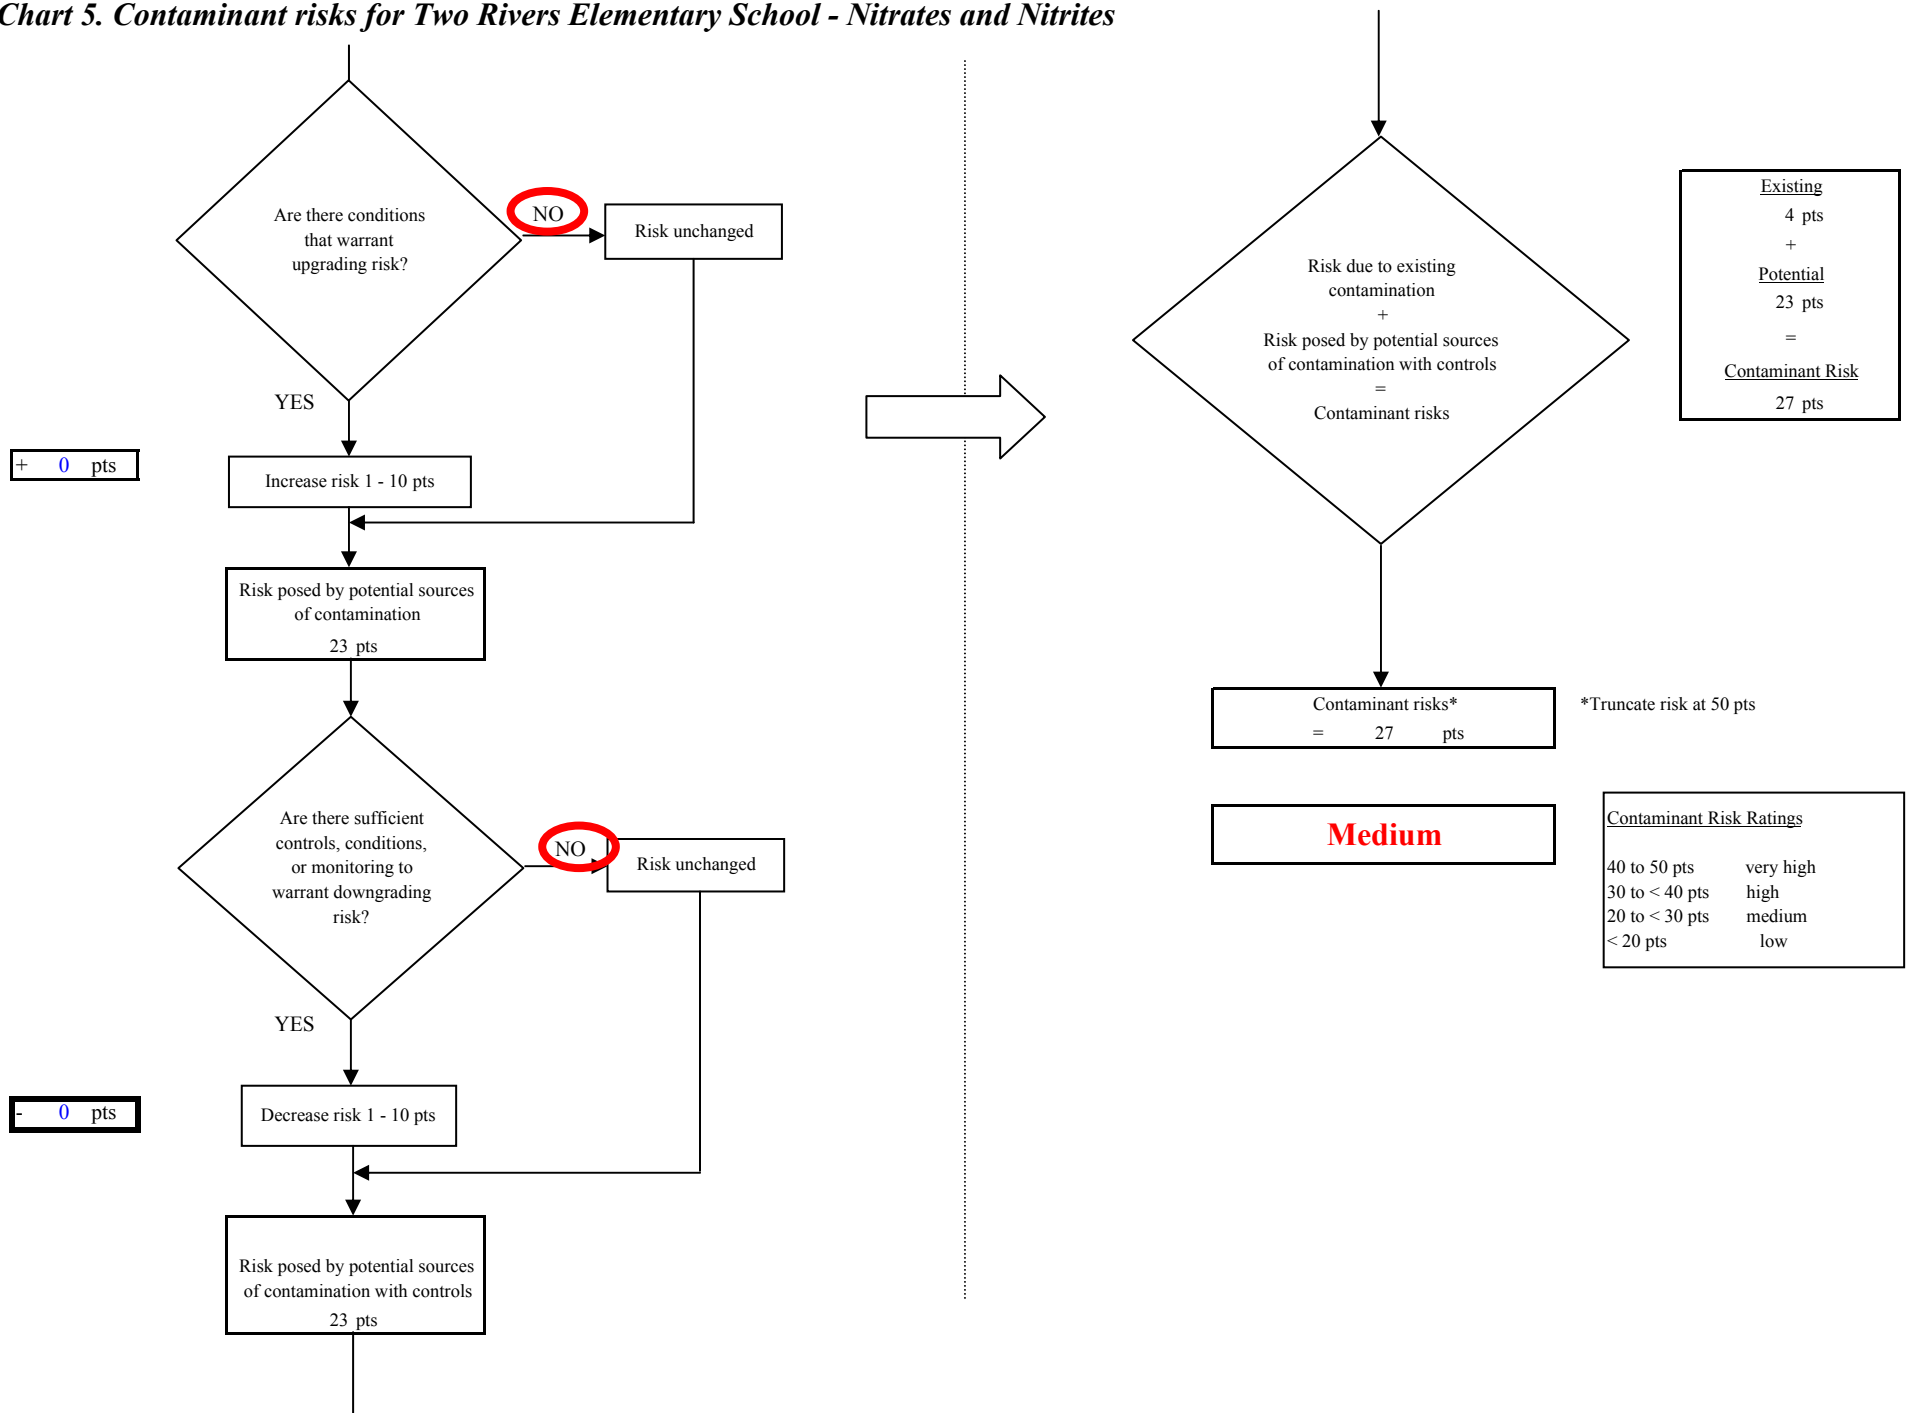 Chart 5. Contaminant risks for Two Rivers Elementary School - Nitrates and Nitrites
Are there conditions
that warrant
upgrading risk?
NO
Risk unchanged
YES
+ 0 pts
Increase risk 1 - 10 pts
Risk posed by potential sources
of contamination
23 pts
Are there sufficient
controls, conditions,
or monitoring to
warrant downgrading
risk?
NO
Risk unchanged
YES
- 0 pts
Decrease risk 1 - 10 pts
Risk posed by potential sources
of contamination with controls
23 pts
Risk due to existing
contamination
+
Risk posed by potential sources
of contamination with controls
=
Contaminant risks
Existing
4 pts
+
Potential
23 pts
=
Contaminant Risk
27 pts
Contaminant risks*
= 27 pts
*Truncate risk at 50 pts
Medium
Contaminant Risk Ratings
40 to 50 pts very high
30 to < 40 pts high
20 to < 30 pts medium
< 20 pts low